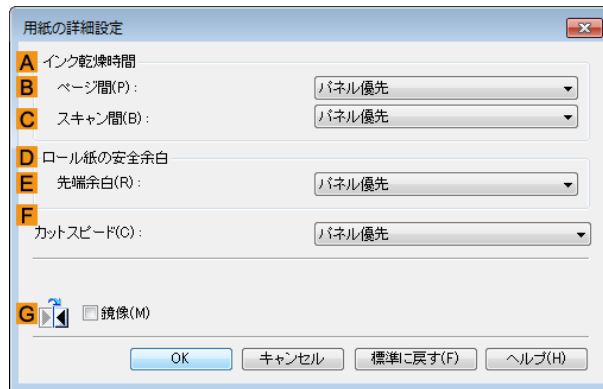 用紙の詳細設定
A インク乾燥時間
B ページ間(P): パネル優先
C スキャン間(B): パネル優先
D ロール紙の安全余白
E 先端余白(R): パネル優先
F
カットスピード(C): パネル優先
G 鏡像(M)
OK キャンセル 標準に戻す(F) ヘルプ(H)